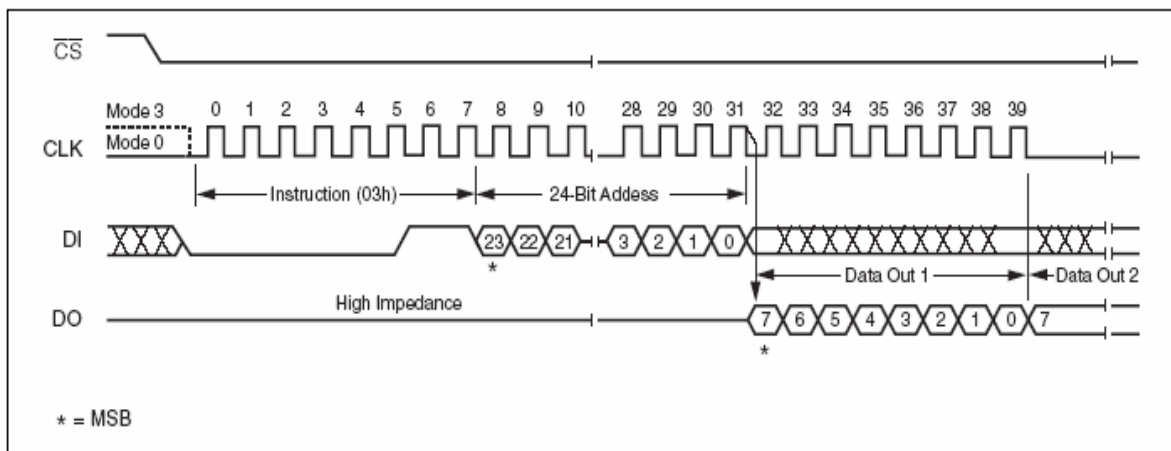 CS
Mode 3
0 1 2 3 4 5 6 7 8 9 10 28 29 30 31 32 33 34 35 36 37 38 39
CLK
Mode 0
Instruction (03h)
24-Bit Addess
DI
23 22 21 3 2 1 0
*
Data Out 1
Data Out 2
High Impedance
DO
7 6 5 4 3 2 1 0 7
*
* = MSB